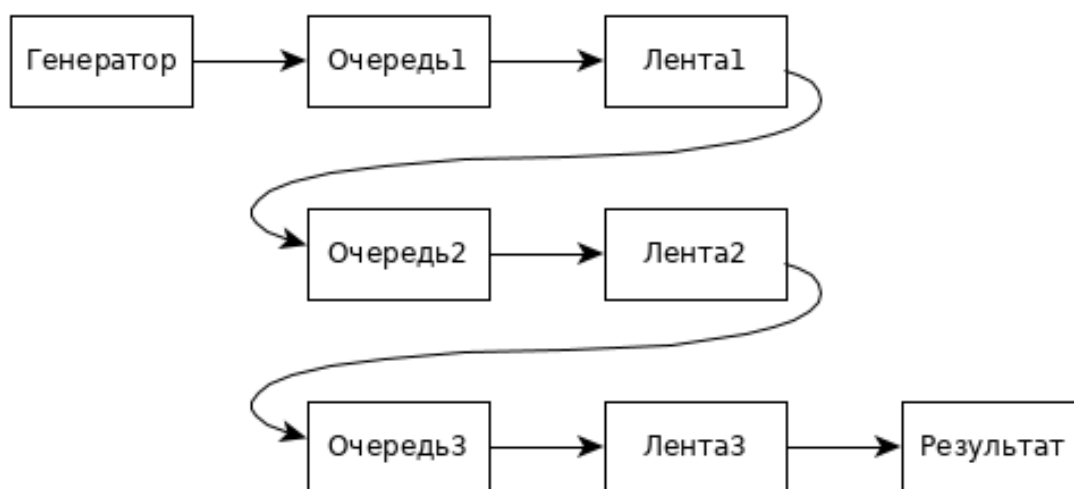 Генератор
Очередь1
Лента1
Очередь2
Лента2
Очередь3
Лента3
Результат